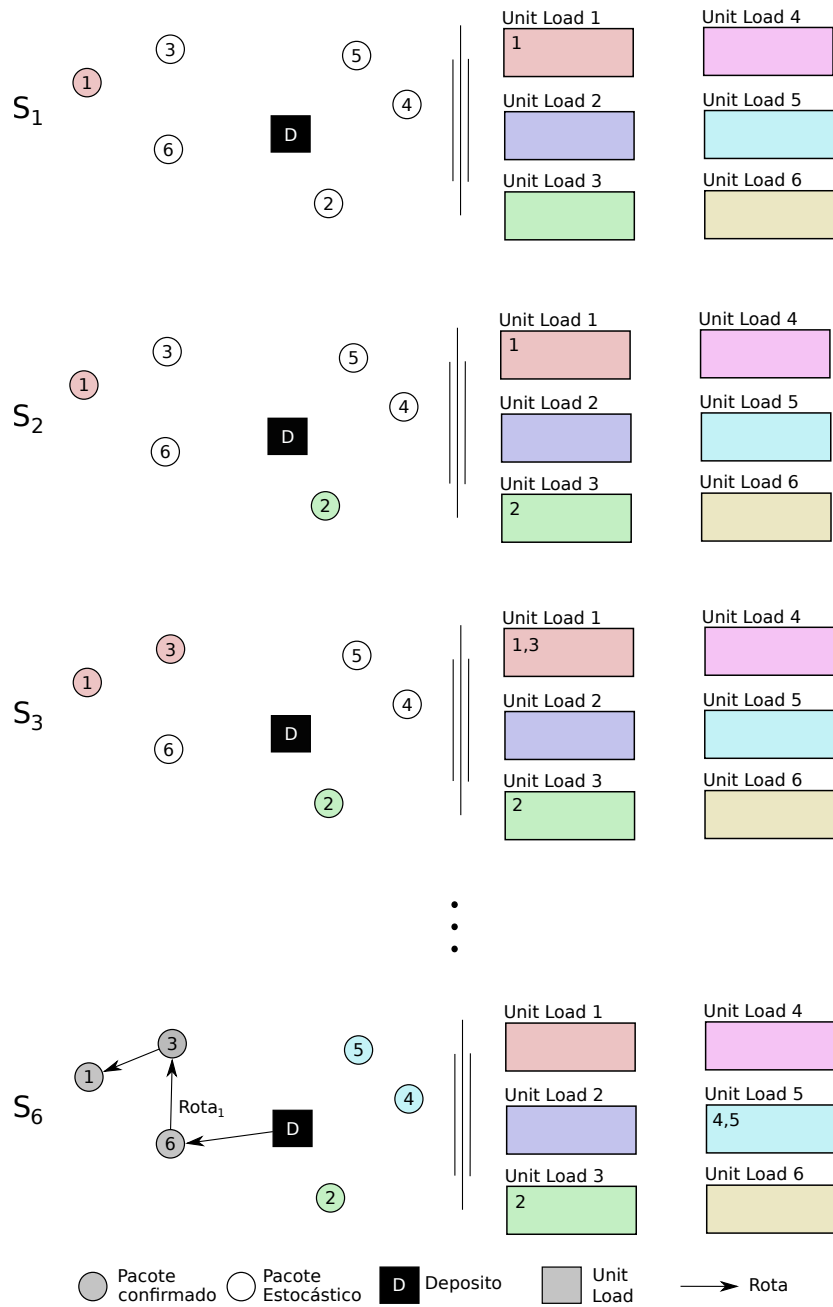 Unit Load 1
Unit Load 4
1
3
5
1
S1
4
Unit Load 2
Unit Load 5
D
6
Unit Load 3
Unit Load 6
2
Unit Load 1
Unit Load 4
1
3
5
1
S2
4
Unit Load 2
Unit Load 5
D
6
Unit Load 3
Unit Load 6
2
2
Unit Load 1
Unit Load 4
1,3
3
5
1
S3
4
Unit Load 2
Unit Load 5
D
6
Unit Load 3
Unit Load 6
2
2
Unit Load 1
Unit Load 4
3
5
1
S6
Rota1
4
Unit Load 2
Unit Load 5
4,5
D
6
Unit Load 3
Unit Load 6
2
2
Pacote
confirmado
Pacote
Estocástico
D
Deposito
Unit
Load
Rota